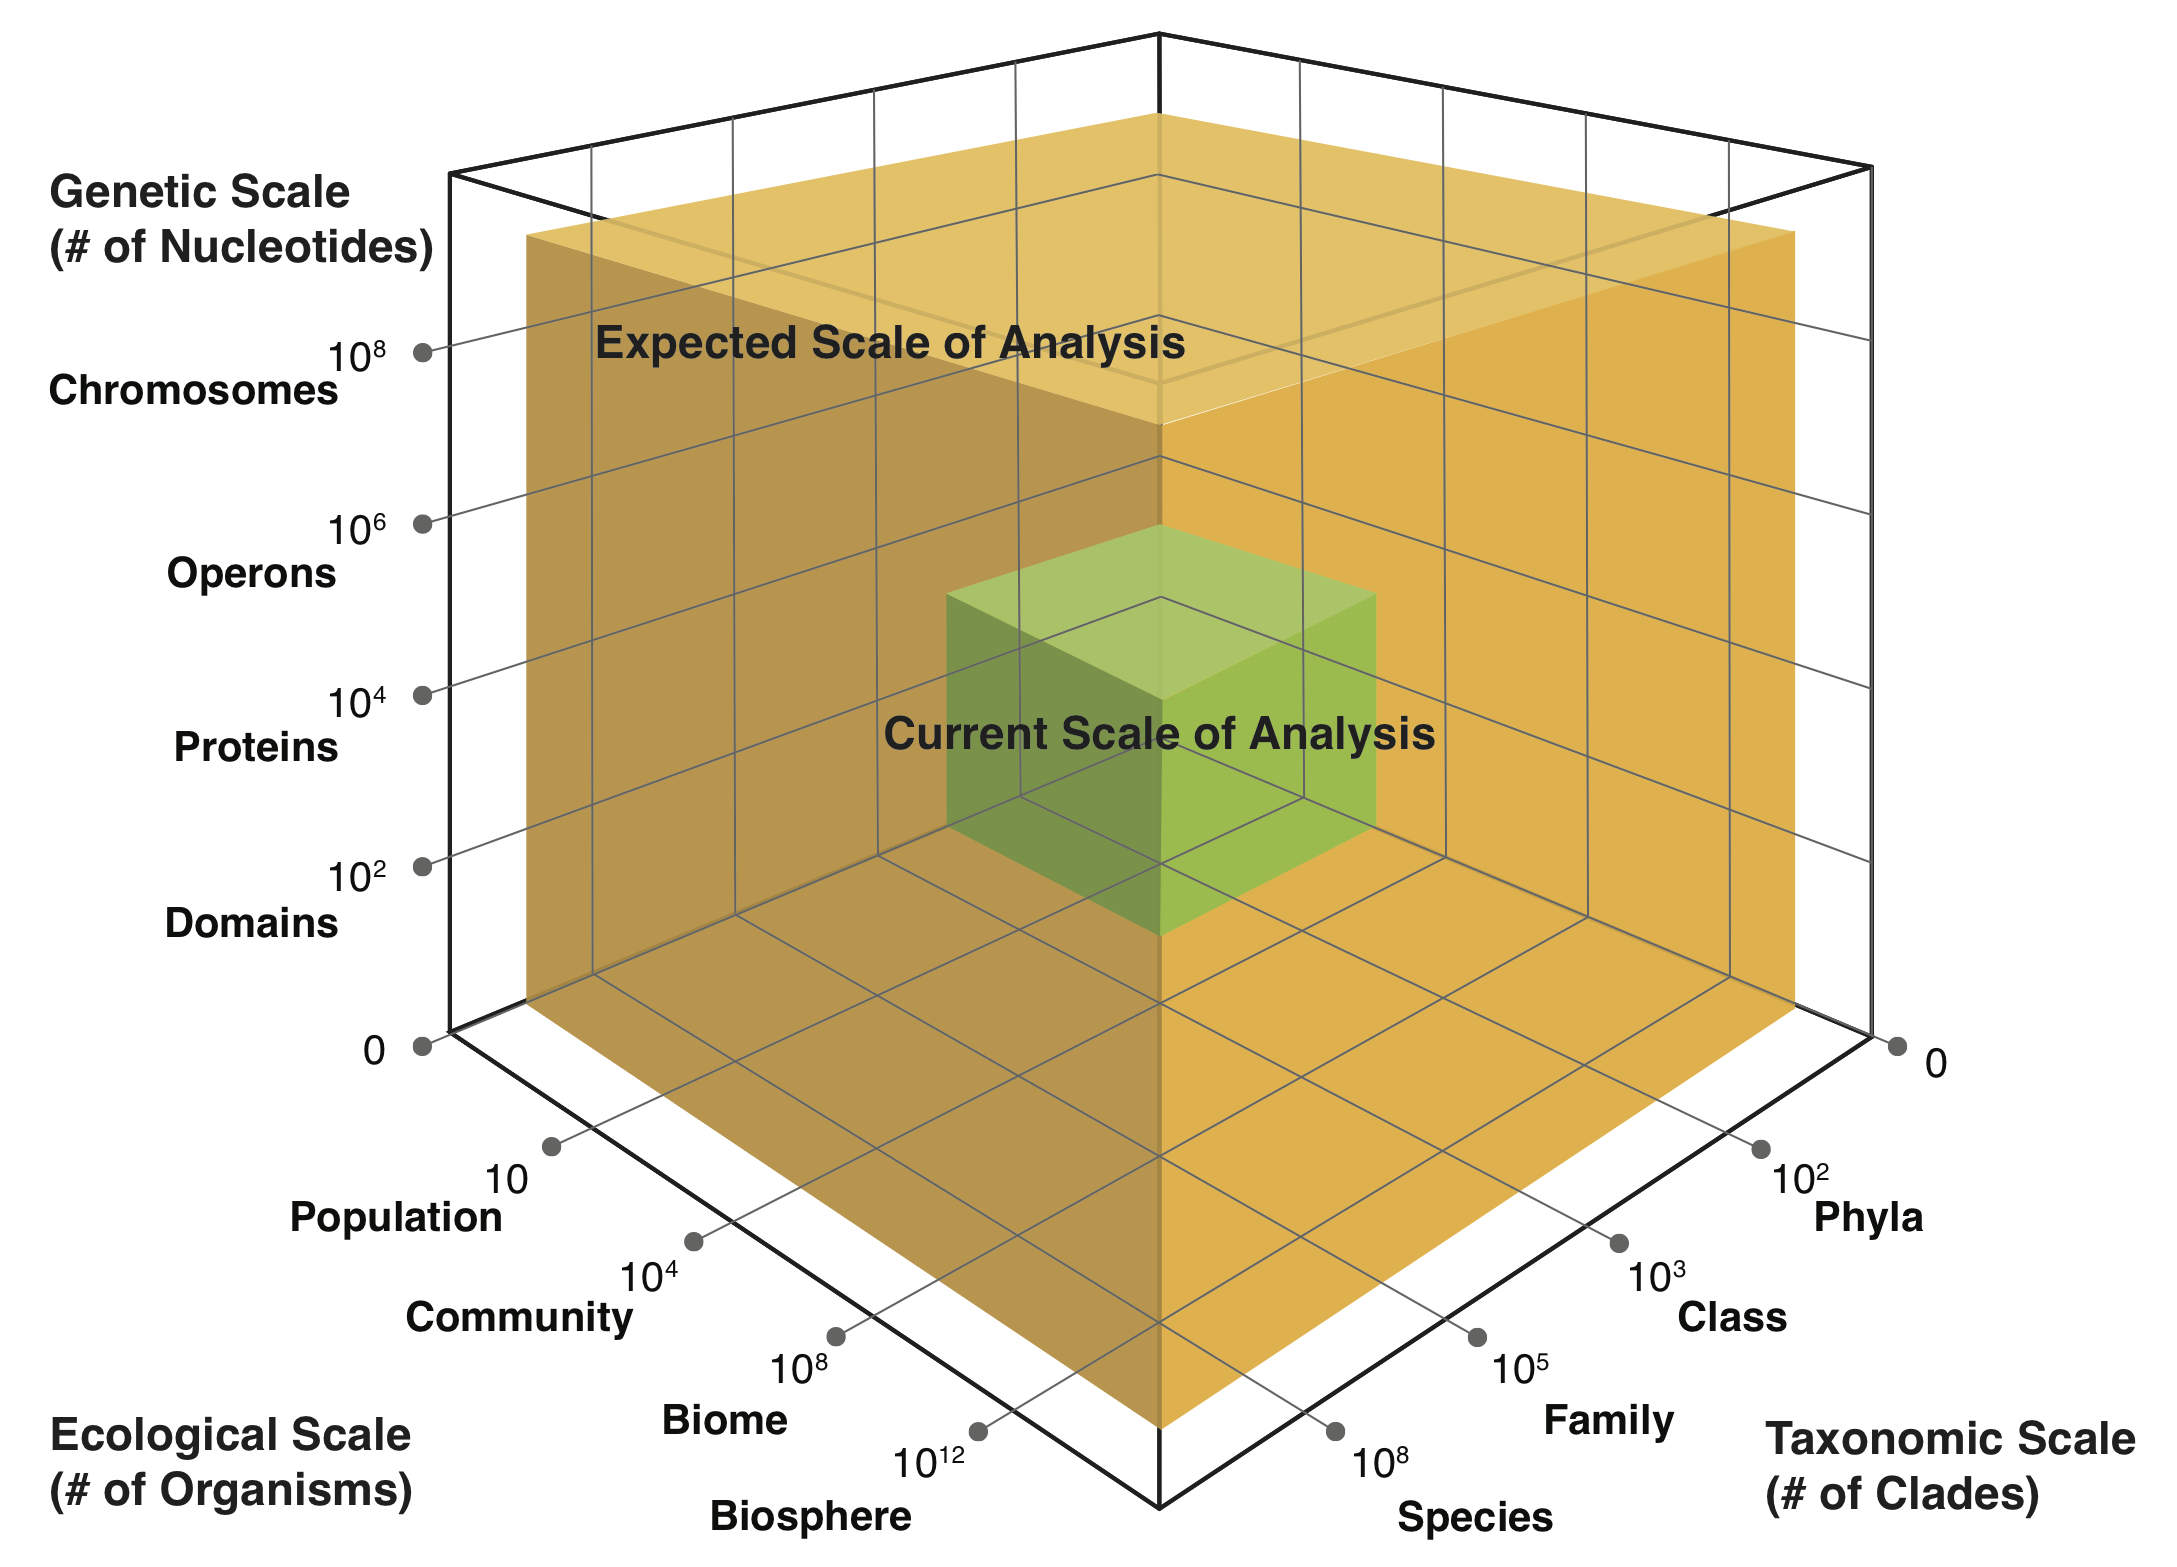 Genetic Scale
(# of Nucleotides)
Expected Scale of Analysis
10⁸
Chromosomes
10⁶
Operons
10⁴
Proteins
Current Scale of Analysis
10²
Domains
0
0
10
Population
10²
Phyla
10⁴
Community
10³
Class
10⁸
Biome
10⁵
Family
10¹²
Biosphere
10⁸
Species
Ecological Scale
(# of Organisms)
Taxonomic Scale
(# of Clades)